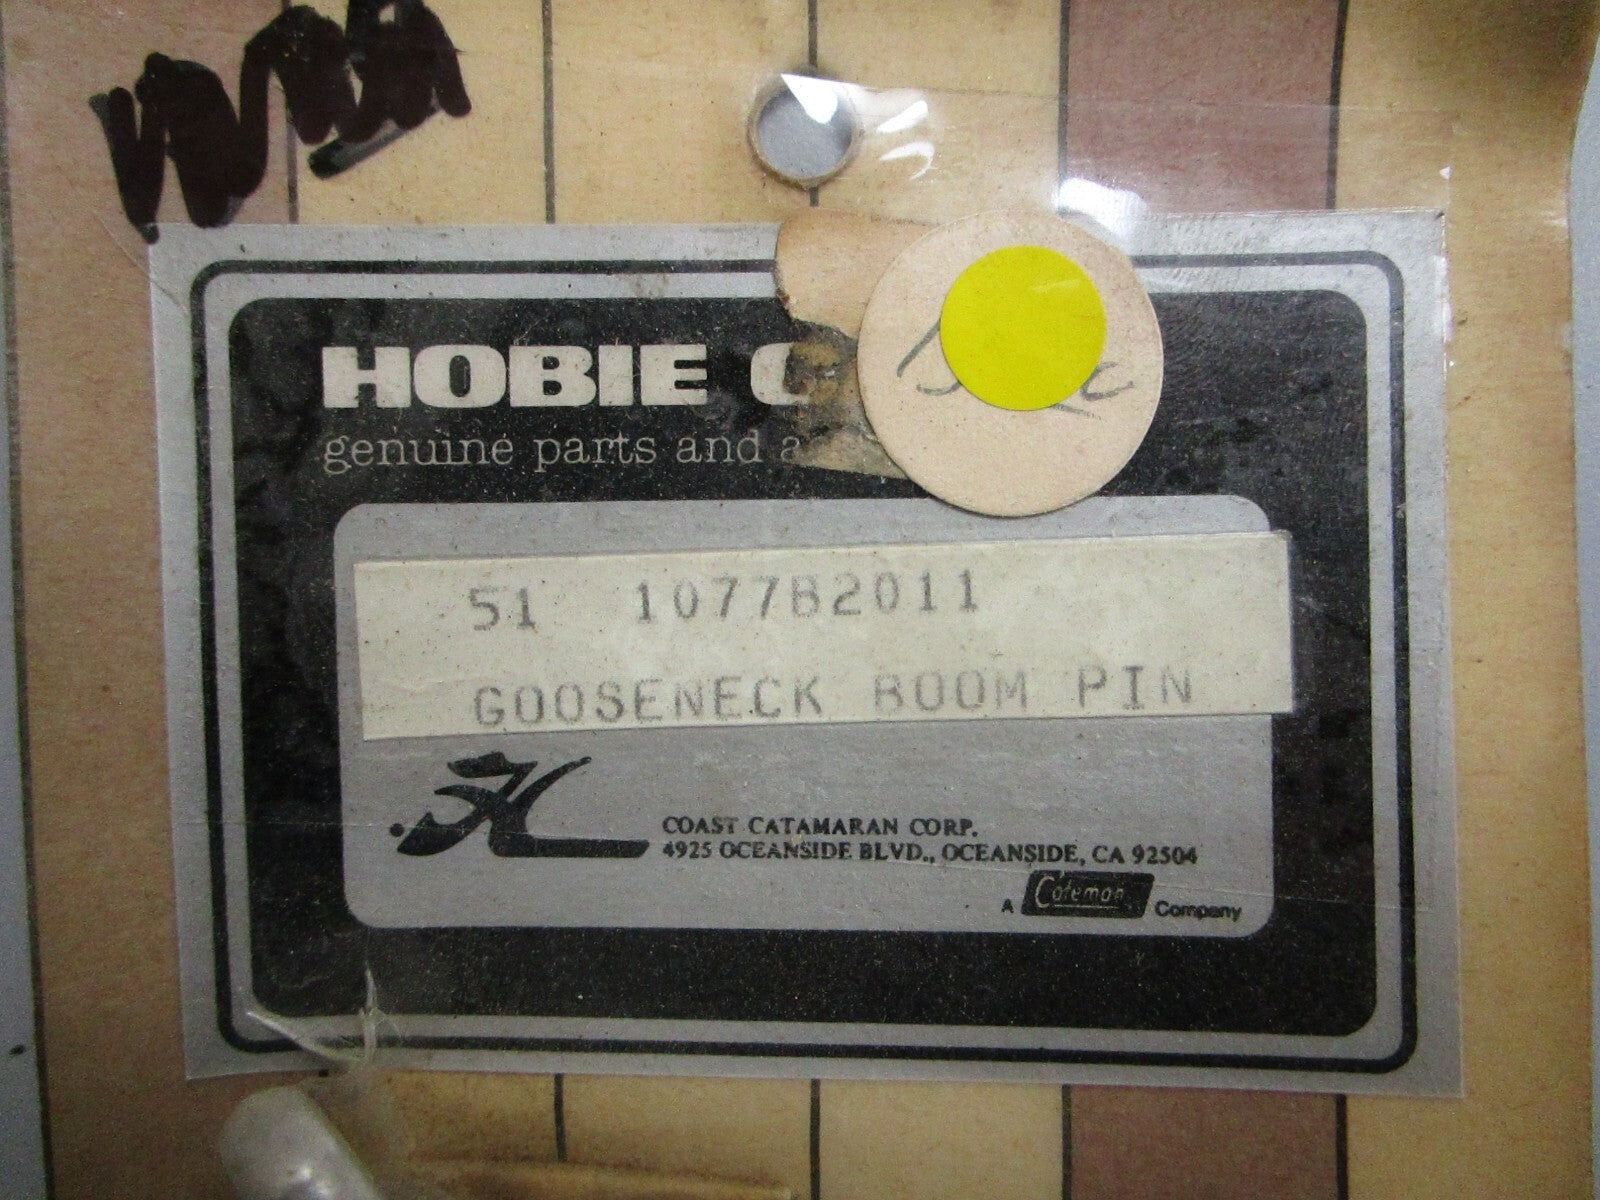 HOBIE
genuine parts and a
51 1077B2011
GOOSENECK BOOM PIN
COAST CATAMARAN CORP.
4925 OCEANSIDE BLVD., OCEANSIDE, CA 92504
A Coleman Company